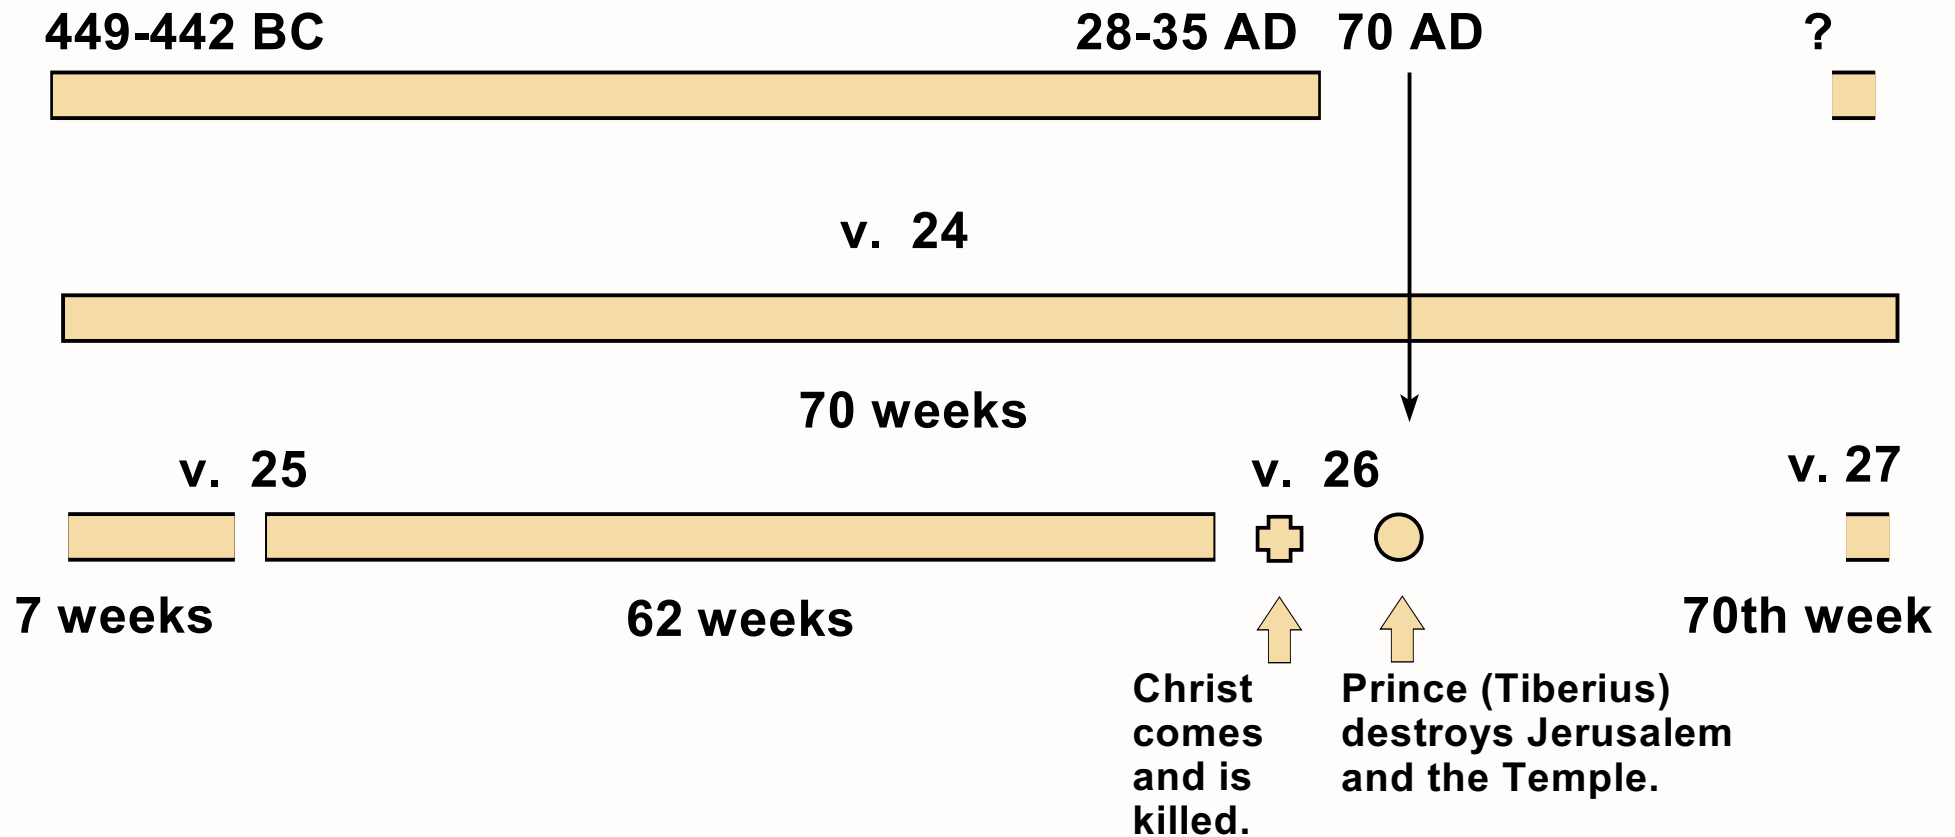 449-442 BC
28-35 AD
70 AD
?
v. 24
70 weeks
v. 25
v. 26
v. 27
7 weeks
62 weeks
70th week
Christ
comes
and is
killed.
Prince (Tiberius)
destroys Jerusalem
and the Temple.